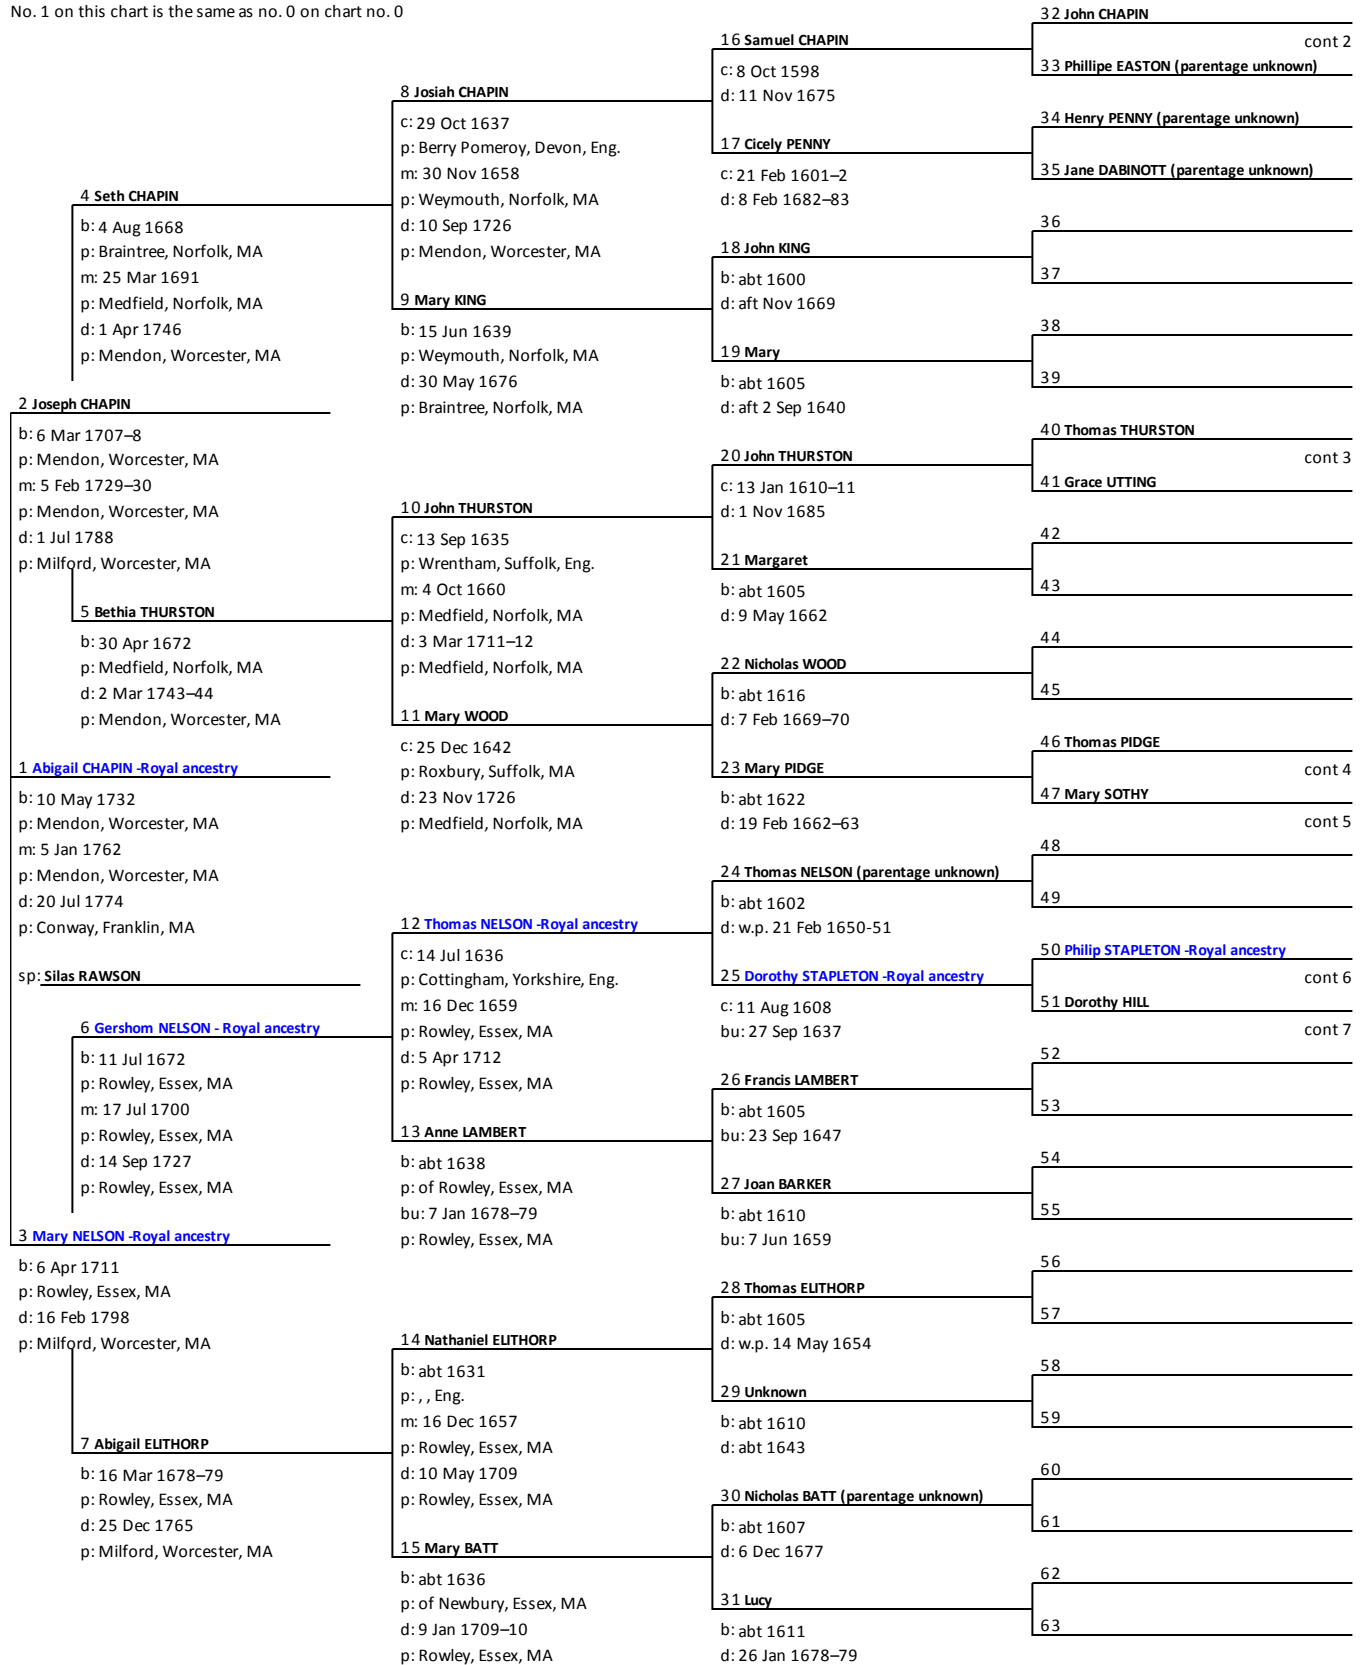 No. 1 on this chart is the same as no. 0 on chart no. 0
2 Joseph CHAPIN
b: 6 Mar 1707–8
p: Mendon, Worcester, MA
m: 5 Feb 1729–30
p: Mendon, Worcester, MA
d: 1 Jul 1788
p: Milford, Worcester, MA
1 Abigail CHAPIN -Royal ancestry
b: 10 May 1732
p: Mendon, Worcester, MA
m: 5 Jan 1762
p: Mendon, Worcester, MA
d: 20 Jul 1774
p: Conway, Franklin, MA
sp: Silas RAWSON
3 Mary NELSON -Royal ancestry
b: 6 Apr 1711
p: Rowley, Essex, MA
d: 16 Feb 1798
p: Milford, Worcester, MA
4 Seth CHAPIN
b: 4 Aug 1668
p: Braintree, Norfolk, MA
m: 25 Mar 1691
p: Medfield, Norfolk, MA
d: 1 Apr 1746
p: Mendon, Worcester, MA
5 Bethia THURSTON
b: 30 Apr 1672
p: Medfield, Norfolk, MA
d: 2 Mar 1743–44
p: Mendon, Worcester, MA
6 Gershom NELSON - Royal ancestry
b: 11 Jul 1672
p: Rowley, Essex, MA
m: 17 Jul 1700
p: Rowley, Essex, MA
d: 14 Sep 1727
p: Rowley, Essex, MA
7 Abigail ELITHORP
b: 16 Mar 1678–79
p: Rowley, Essex, MA
d: 25 Dec 1765
p: Milford, Worcester, MA
8 Josiah CHAPIN
c: 29 Oct 1637
p: Berry Pomeroy, Devon, Eng.
m: 30 Nov 1658
p: Weymouth, Norfolk, MA
d: 10 Sep 1726
p: Mendon, Worcester, MA
9 Mary KING
b: 15 Jun 1639
p: Weymouth, Norfolk, MA
d: 30 May 1676
p: Braintree, Norfolk, MA
10 John THURSTON
c: 13 Sep 1635
p: Wrentham, Suffolk, Eng.
m: 4 Oct 1660
p: Medfield, Norfolk, MA
d: 3 Mar 1711–12
p: Medfield, Norfolk, MA
11 Mary WOOD
c: 25 Dec 1642
p: Roxbury, Suffolk, MA
d: 23 Nov 1726
p: Medfield, Norfolk, MA
12 Thomas NELSON -Royal ancestry
c: 14 Jul 1636
p: Cottingham, Yorkshire, Eng.
m: 16 Dec 1659
p: Rowley, Essex, MA
d: 5 Apr 1712
p: Rowley, Essex, MA
13 Anne LAMBERT
b: abt 1638
p: of Rowley, Essex, MA
bu: 7 Jan 1678–79
p: Rowley, Essex, MA
14 Nathaniel ELITHORP
b: abt 1631
p: , , Eng.
m: 16 Dec 1657
p: Rowley, Essex, MA
d: 10 May 1709
p: Rowley, Essex, MA
15 Mary BATT
b: abt 1636
p: of Newbury, Essex, MA
d: 9 Jan 1709–10
p: Rowley, Essex, MA
16 Samuel CHAPIN
c: 8 Oct 1598
d: 11 Nov 1675
17 Cicely PENNY
c: 21 Feb 1601–2
d: 8 Feb 1682–83
18 John KING
b: abt 1600
d: aft Nov 1669
19 Mary
b: abt 1605
d: aft 2 Sep 1640
20 John THURSTON
c: 13 Jan 1610–11
d: 1 Nov 1685
21 Margaret
b: abt 1605
d: 9 May 1662
22 Nicholas WOOD
b: abt 1616
d: 7 Feb 1669–70
23 Mary PIDGE
b: abt 1622
d: 19 Feb 1662–63
24 Thomas NELSON (parentage unknown)
b: abt 1602
d: w.p. 21 Feb 1650-51
25 Dorothy STAPLETON -Royal ancestry
c: 11 Aug 1608
bu: 27 Sep 1637
26 Francis LAMBERT
b: abt 1605
bu: 23 Sep 1647
27 Joan BARKER
b: abt 1610
bu: 7 Jun 1659
28 Thomas ELITHORP
b: abt 1605
d: w.p. 14 May 1654
29 Unknown
b: abt 1610
d: abt 1643
30 Nicholas BATT (parentage unknown)
b: abt 1607
d: 6 Dec 1677
31 Lucy
b: abt 1611
d: 26 Jan 1678–79
32 John CHAPIN
cont 2
33 Phillipe EASTON (parentage unknown)
34 Henry PENNY (parentage unknown)
35 Jane DABINOTT (parentage unknown)
36
37
38
39
40 Thomas THURSTON
cont 3
41 Grace UTTING
42
43
44
45
46 Thomas PIDGE
cont 4
47 Mary SOTHY
cont 5
48
49
50 Philip STAPLETON -Royal ancestry
cont 6
51 Dorothy HILL
cont 7
52
53
54
55
56
57
58
59
60
61
62
63